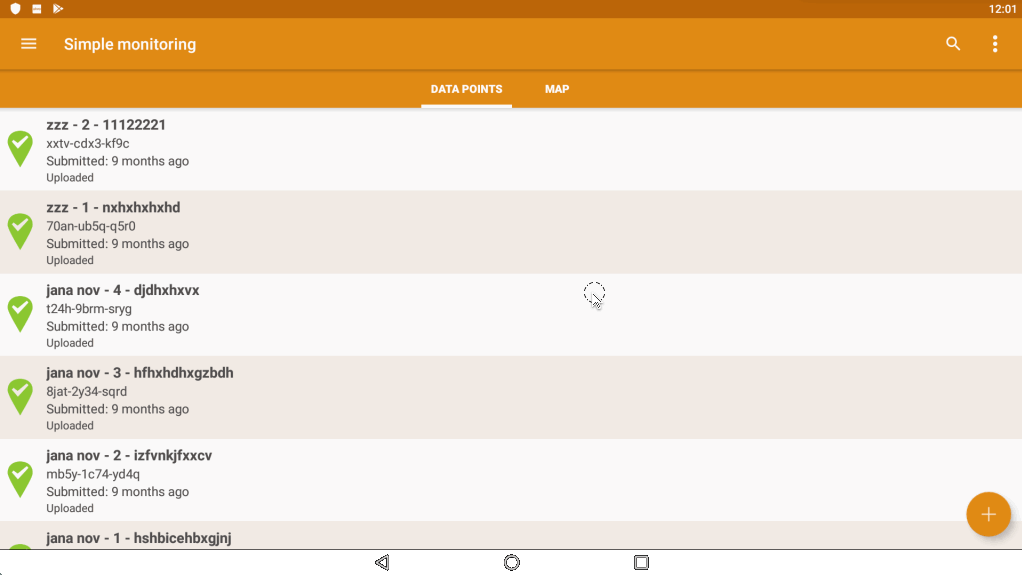 12:01
Simple monitoring
DATA POINTS
MAP
zzz - 2 - 11122221
xxtv-cdx3-kf9c
Submitted: 9 months ago
Uploaded
zzz - 1 - nxhxhxhxhd
70an-ub5q-q5r0
Submitted: 9 months ago
Uploaded
jana nov - 4 - djdhxhxvx
t24h-9brm-sryg
Submitted: 9 months ago
Uploaded
jana nov - 3 - hfhxhdhxgzbdh
8jat-2y34-sqrd
Submitted: 9 months ago
Uploaded
jana nov - 2 - izfvnkjfxxcv
mb5y-1c74-yd4q
Submitted: 9 months ago
Uploaded
jana nov - 1 - hshbicehbxgjnj